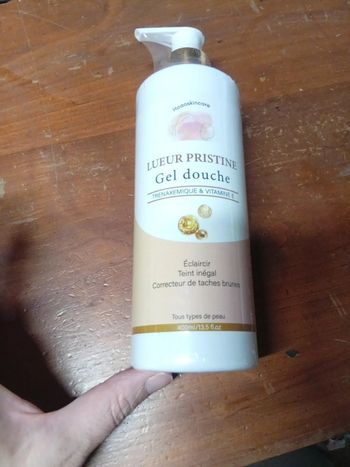 LUEUR PRISTINE
Gel douche
TRENAXEMIQUE & VITAMINE E
Éclaircir
Teint inégal
Correcteur de taches brunes
Tous types de peau
400ml/13.5 fl.oz